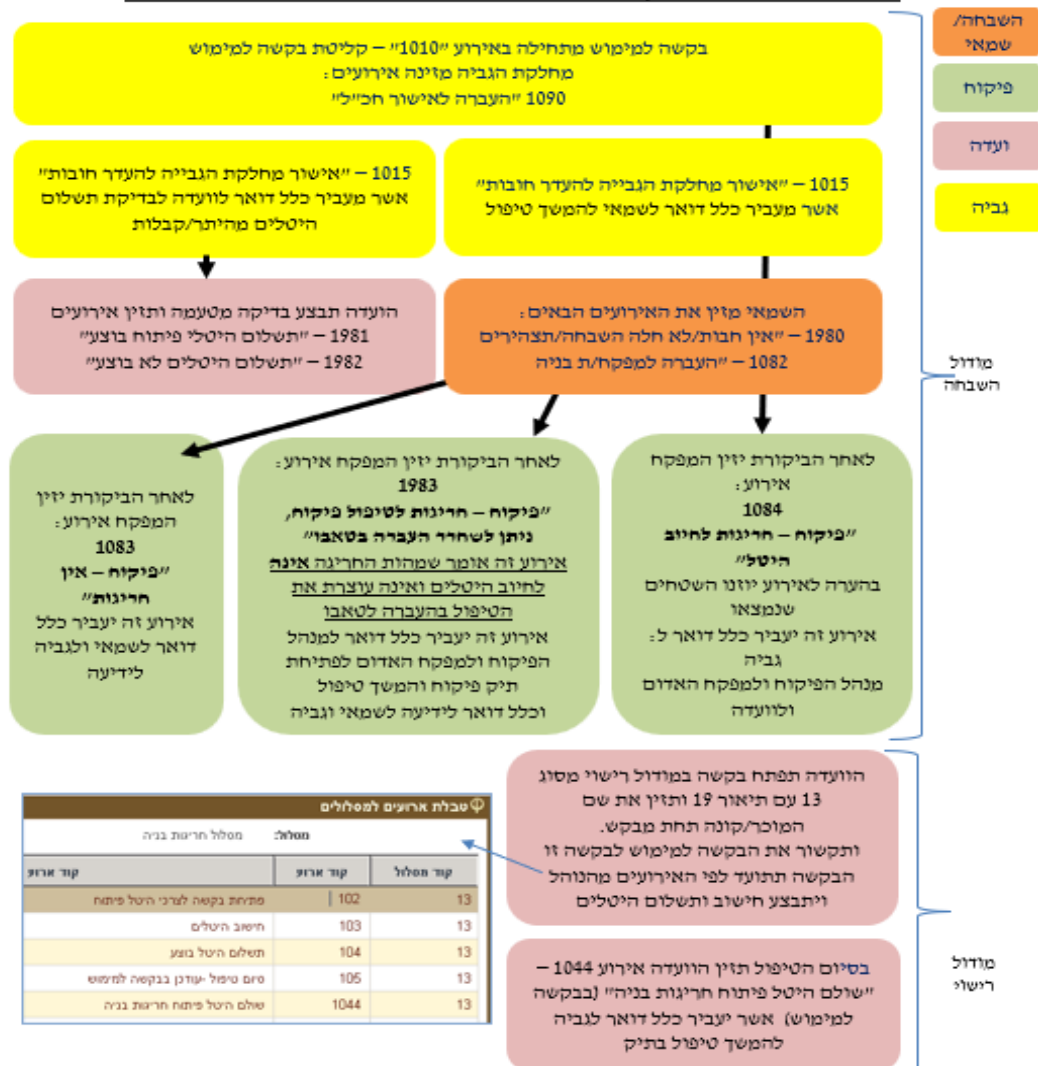 בקשה למימוש מתחילה באירוע "1010" – קליטת בקשה למימוש
מחלקת הגביה מזינה אירועים:
1090 "העברה לאישור חכ"ל"
השבחה/
שמאי
פיקוח
ועדה
גביה
1015 – "אישור מחלקת הגבייה להעדר חובות"
אשר מעביר כלל דואר לשמאי להמשך טיפול
1015 – "אישור מחלקת הגבייה להעדר חובות"
אשר מעביר כלל דואר לוועדה לבדיקת תשלום
היטלים מהיתר/קבלות
השמאי מזין את האירועים הבאים:
1980 – "אין חבות/לא חלה השבחה/תצהירים
1082 – "העברה למפקח/ת בניה
הועדה תבצע בדיקה מטעמה ותזין אירועים
1981 – "תשלום היטלי פיתוח בוצע"
1982 – "תשלום היטלים לא בוצע"
מודול
השבחה
לאחר הביקורת יזין המפקח
אירוע:
1084
"פיקוח – חריגות לחיוב
היטל"
בהערה לאירוע יוזנו השטחים
שנמצאו
אירוע זה יעביר כלל דואר ל:
גביה
מנהל הפיקוח ולמפקח האדום
ולוועדה
לאחר הביקורת יזין המפקח אירוע:
1983
"פיקוח – חריגות לטיפול פיקוח,
ניתן לשחרר העברה בטאבו"
אירוע זה אומר שמהות החריגה אינה
לחיוב היטלים ואינה עוצרת את
הטיפול בהעברה לטאבו
אירוע זה יעביר כלל דואר למנהל
הפיקוח ולמפקח האדום לפתיחת
תיק פיקוח והמשך טיפול
וכלל דואר לידיעה לשמאי וגביה
לאחר הביקורת יזין
המפקח אירוע:
1083
"פיקוח – אין
חריגות"
אירוע זה יעביר כלל
דואר לשמאי ולגביה
לידיעה
הוועדה תפתח בקשה במודול רישוי מסוג
13 עם תיאור 19 ותזין את שם
המוכר/קונה תחת מבקש.
ותקשור את הבקשה למימוש לבקשה זו
הבקשה תתועד לפי האירועים מהנוהל
ויתבצע חישוב ותשלום היטלים
בסיום הטיפול תזין הוועדה אירוע 1044 –
"שולם היטל פיתוח חריגות בניה" (בבקשה
למימוש) אשר יעביר כלל דואר לגביה
להמשך טיפול בתיק
מודול
רישוי
טבלת ארועים למסלולים
מסלול: מסלול חריגות בניה
קוד מסלול קוד ארוע קוד ארוע
13 102 פתיחת בקשה לצרכי היטל פיתוח
13 103 חישוב היטלים
13 104 תשלום היטל בוצע
13 105 סיום טיפול -עודכן בבקשה למימוש
13 1044 שולם היטל פיתוח חריגות בניה